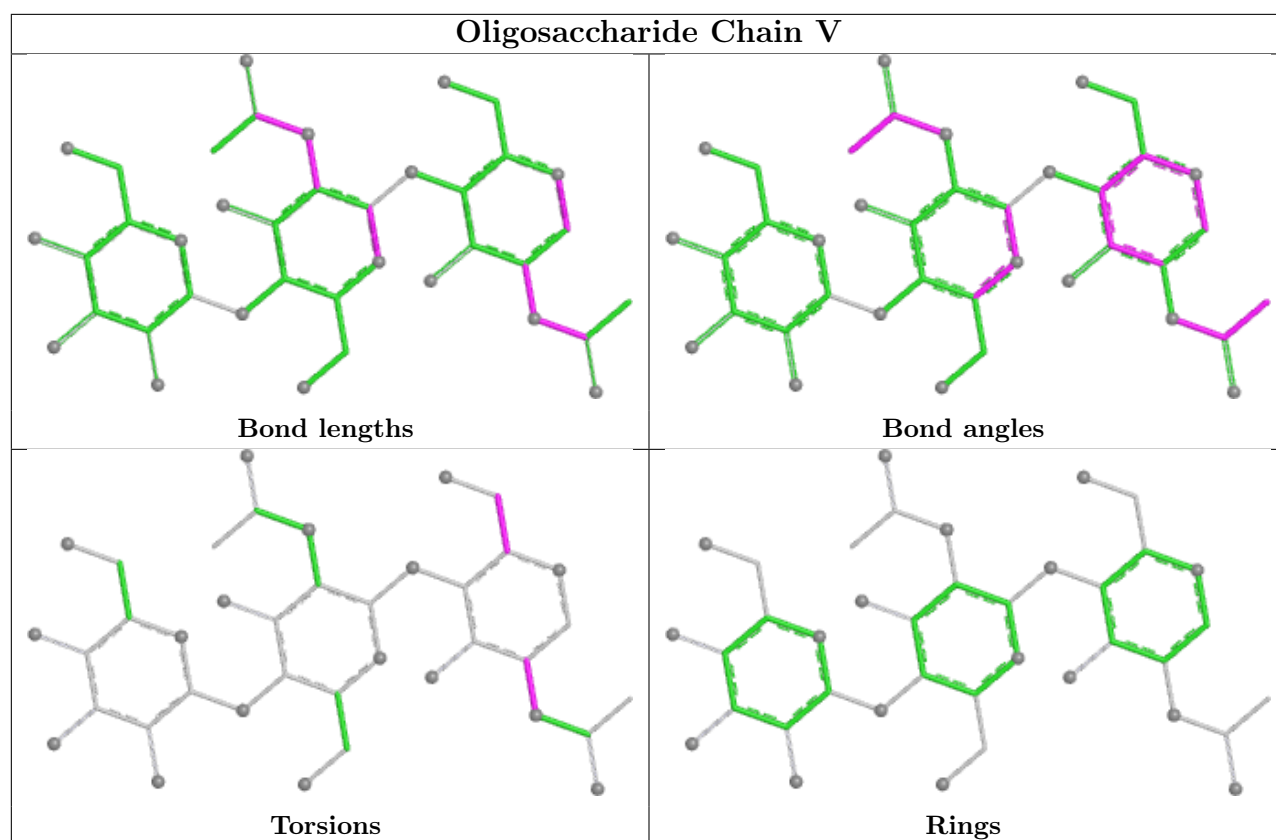 Oligosaccharide Chain V
Bond lengths
Bond angles
Torsions
Rings